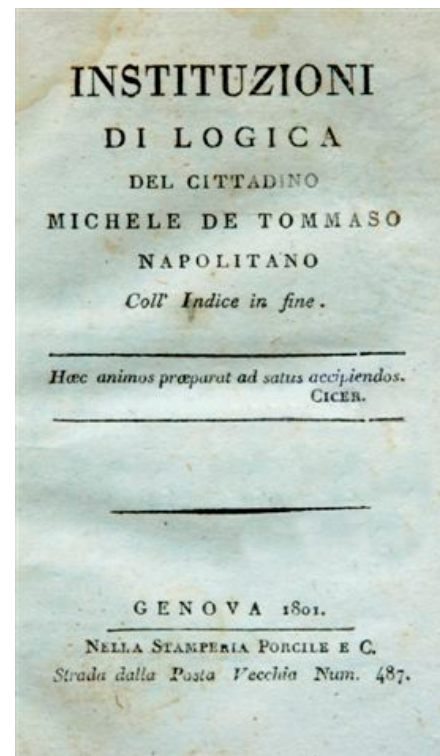 INSTITUZIONI
DI LOGICA
DEL CITTADINO
MICHELE DE TOMMASO
NAPOLITANO
Coll' Indice in fine.
Hæc animos præparat ad satus accipiendos.
CICER.
GENOVA 1801.
NELLA STAMPERIA PORCILE E C.
Strada dalla Posta Vecchia Num. 487.